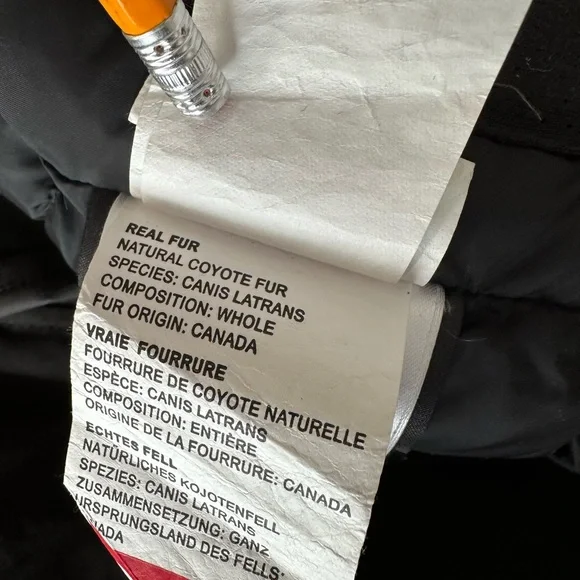 REAL FUR
NATURAL COYOTE FUR
SPECIES: CANIS LATRANS
COMPOSITION: WHOLE
FUR ORIGIN: CANADA
VRAIE FOURRURE
FOURRURE DE COYOTE NATURELLE
ESPÈCE: CANIS LATRANS
COMPOSITION: ENTIÈRE
ORIGINE DE LA FOURRURE: CANADA
ECHTES FELL
NATÜRLICHES KOJOTENFELL
SPEZIES: CANIS LATRANS
ZUSAMMENSETZUNG: GANZ
URSPRUNGSLAND DES FELLS: